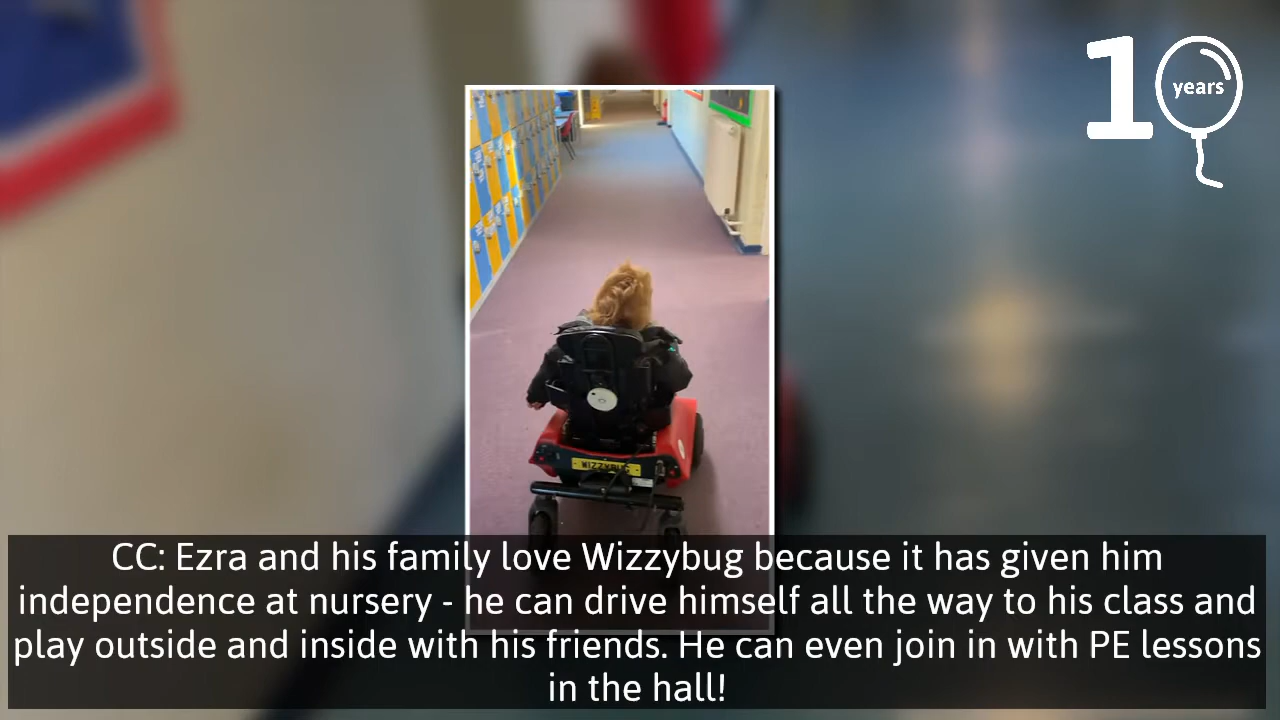 10
years
WIZZYBUG
CC: Ezra and his family love Wizzybug because it has given him
independence at nursery - he can drive himself all the way to his class and
play outside and inside with his friends. He can even join in with PE lessons
in the hall!